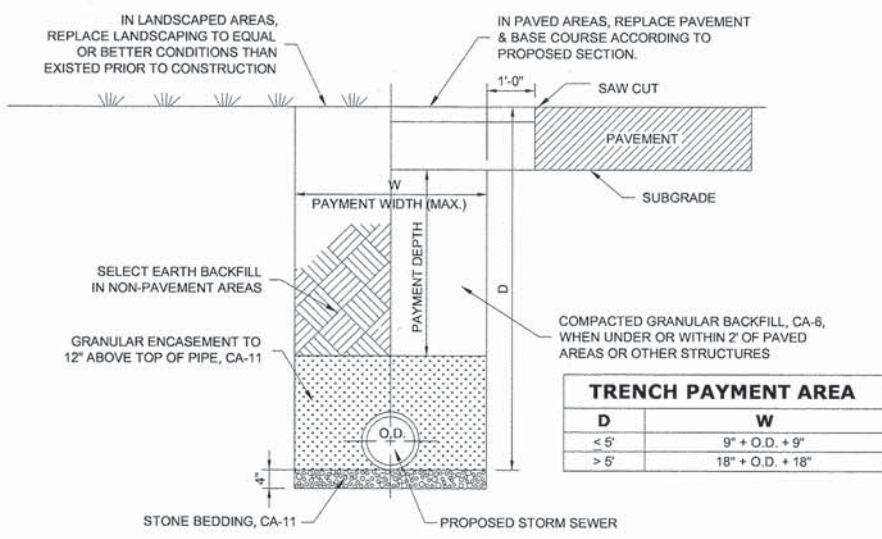 IN LANDSCAPED AREAS,
REPLACE LANDSCAPING TO EQUAL
OR BETTER CONDITIONS THAN
EXISTED PRIOR TO CONSTRUCTION
IN PAVED AREAS, REPLACE PAVEMENT
& BASE COURSE ACCORDING TO
PROPOSED SECTION.
1'-0"
SAW CUT
PAVEMENT
SUBGRADE
W
PAYMENT WIDTH (MAX.)
PAYMENT DEPTH
D
SELECT EARTH BACKFILL
IN NON-PAVEMENT AREAS
GRANULAR ENCASEMENT TO
12" ABOVE TOP OF PIPE, CA-11
COMPACTED GRANULAR BACKFILL, CA-6,
WHEN UNDER OR WITHIN 2' OF PAVED
AREAS OR OTHER STRUCTURES
TRENCH PAYMENT AREA
D W
≤ 5' 9" + O.D. + 9"
> 5' 18" + O.D. + 18"
O.D.
4"
STONE BEDDING, CA-11
PROPOSED STORM SEWER